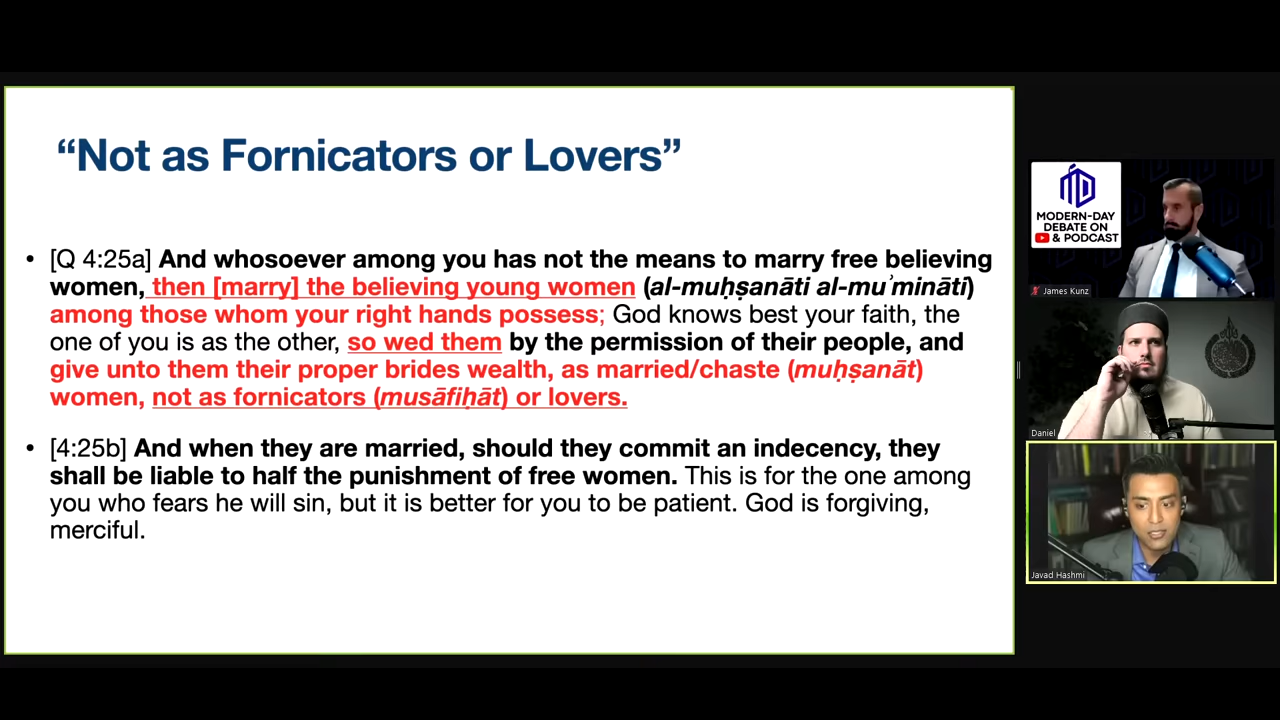 “Not as Fornicators or Lovers”
• [Q 4:25a] And whosoever among you has not the means to marry free believing
women, then [marry] the believing young women (al-muḥṣanāti al-muʾmināti)
among those whom your right hands possess; God knows best your faith, the
one of you is as the other, so wed them by the permission of their people, and
give unto them their proper brides wealth, as married/chaste (muḥṣanāt)
women, not as fornicators (musāfiḥāt) or lovers.
• [4:25b] And when they are married, should they commit an indecency, they
shall be liable to half the punishment of free women. This is for the one among
you who fears he will sin, but it is better for you to be patient. God is forgiving,
merciful.
MODERN-DAY
DEBATE ON
& PODCAST
James Kunz
Daniel
Javad Hashmi